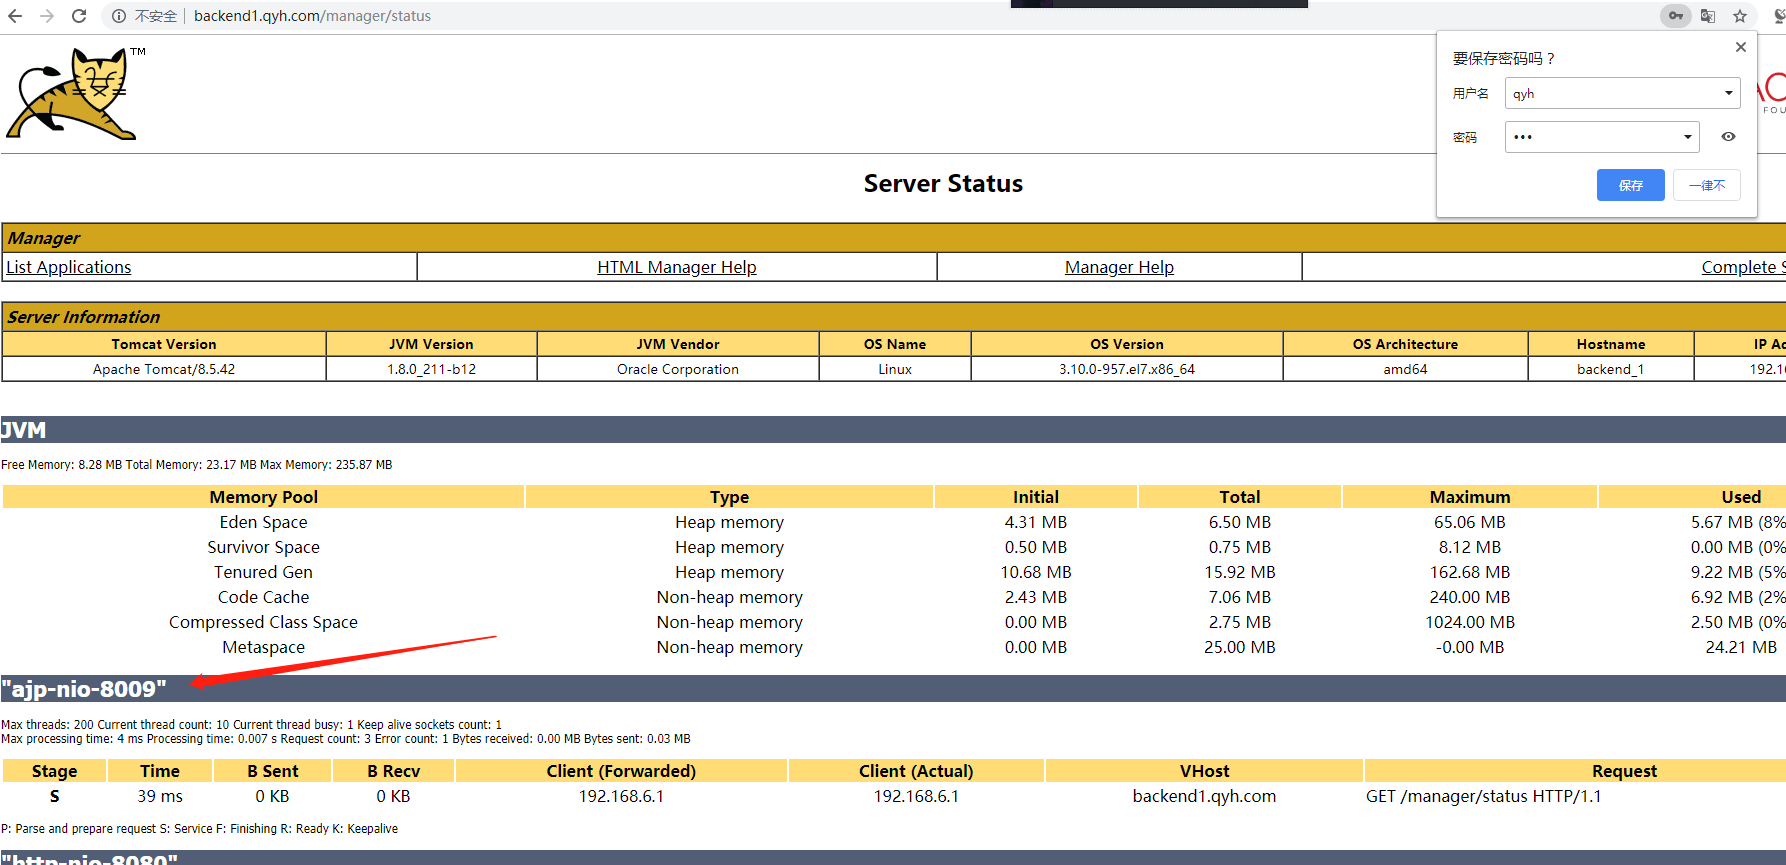 不安全 backend1.qyh.com/manager/status
TM
要保存密码吗？
用户名 qyh
密码 •••
保存 一律不
FOU
Server Status
Manager
List Applications HTML Manager Help Manager Help Complete S
Server Information
Tomcat Version JVM Version JVM Vendor OS Name OS Version OS Architecture Hostname IP Ad
Apache Tomcat/8.5.42 1.8.0_211-b12 Oracle Corporation Linux 3.10.0-957.el7.x86_64 amd64 backend_1 192.1
JVM
Free Memory: 8.28 MB Total Memory: 23.17 MB Max Memory: 235.87 MB
Memory Pool Type Initial Total Maximum Used
Eden Space Heap memory 4.31 MB 6.50 MB 65.06 MB 5.67 MB (8%
Survivor Space Heap memory 0.50 MB 0.75 MB 8.12 MB 0.00 MB (0%
Tenured Gen Heap memory 10.68 MB 15.92 MB 162.68 MB 9.22 MB (5%
Code Cache Non-heap memory 2.43 MB 7.06 MB 240.00 MB 6.92 MB (2%
Compressed Class Space Non-heap memory 0.00 MB 2.75 MB 1024.00 MB 2.50 MB (0%
Metaspace Non-heap memory 0.00 MB 25.00 MB -0.00 MB 24.21 MB
"ajp-nio-8009"
Max threads: 200 Current thread count: 10 Current thread busy: 1 Keep alive sockets count: 1
Max processing time: 4 ms Processing time: 0.007 s Request count: 3 Error count: 1 Bytes received: 0.00 MB Bytes sent: 0.03 MB
Stage Time B Sent B Recv Client (Forwarded) Client (Actual) VHost Request
S 39 ms 0 KB 0 KB 192.168.6.1 192.168.6.1 backend1.qyh.com GET /manager/status HTTP/1.1
P: Parse and prepare request S: Service F: Finishing R: Ready K: Keepalive
"http-nio-8080"